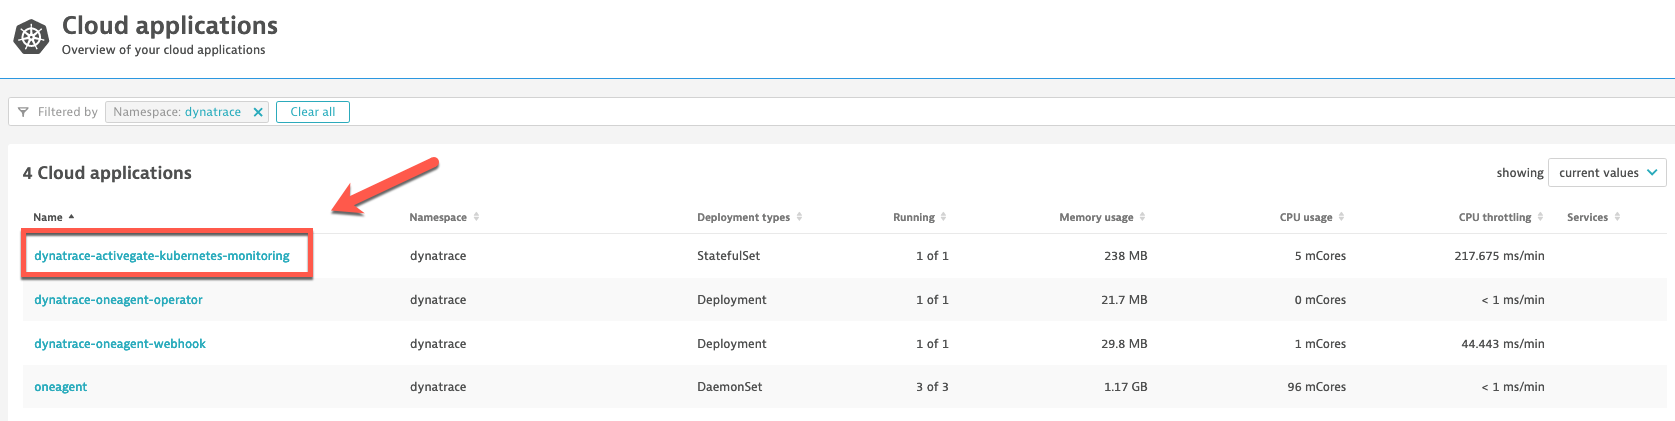 Cloud applications
Overview of your cloud applications
Filtered by Namespace: dynatrace Clear all
4 Cloud applications showing current values
Name Namespace Deployment types Running Memory usage CPU usage CPU throttling Services
dynatrace-activegate-kubernetes-monitoring dynatrace StatefulSet 1 of 1 238 MB 5 mCores 217.675 ms/min
dynatrace-oneagent-operator dynatrace Deployment 1 of 1 21.7 MB 0 mCores < 1 ms/min
dynatrace-oneagent-webhook dynatrace Deployment 1 of 1 29.8 MB 1 mCores 44.443 ms/min
oneagent dynatrace DaemonSet 3 of 3 1.17 GB 96 mCores < 1 ms/min